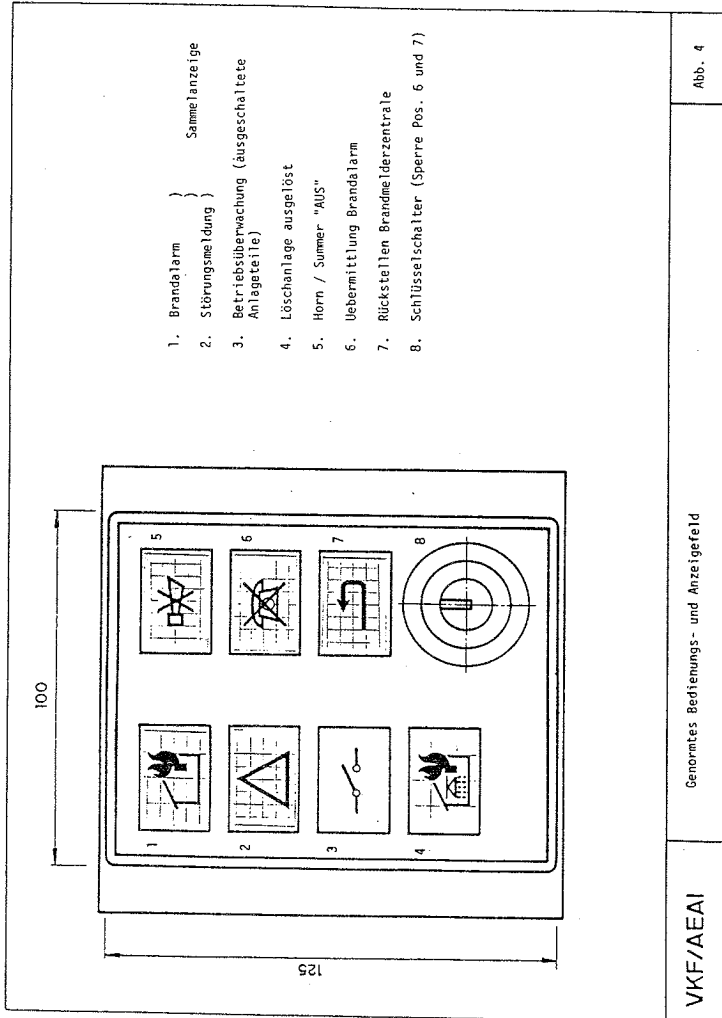 100
125
1
2
3
4
5
6
7
8
1. Brandalarm )
) Sammelanzeige
2. Störungsmeldung )
3. Betriebsüberwachung (ausgeschaltete
Anlageteile)
4. Löschanlage ausgelöst
5. Horn / Summer "AUS"
6. Uebermittlung Brandalarm
7. Rückstellen Brandmelderzentrale
8. Schlüsselschalter (Sperre Pos. 6 und 7)
VKF/AEAI
Genormtes Bedienungs- und Anzeigefeld
Abb. 4